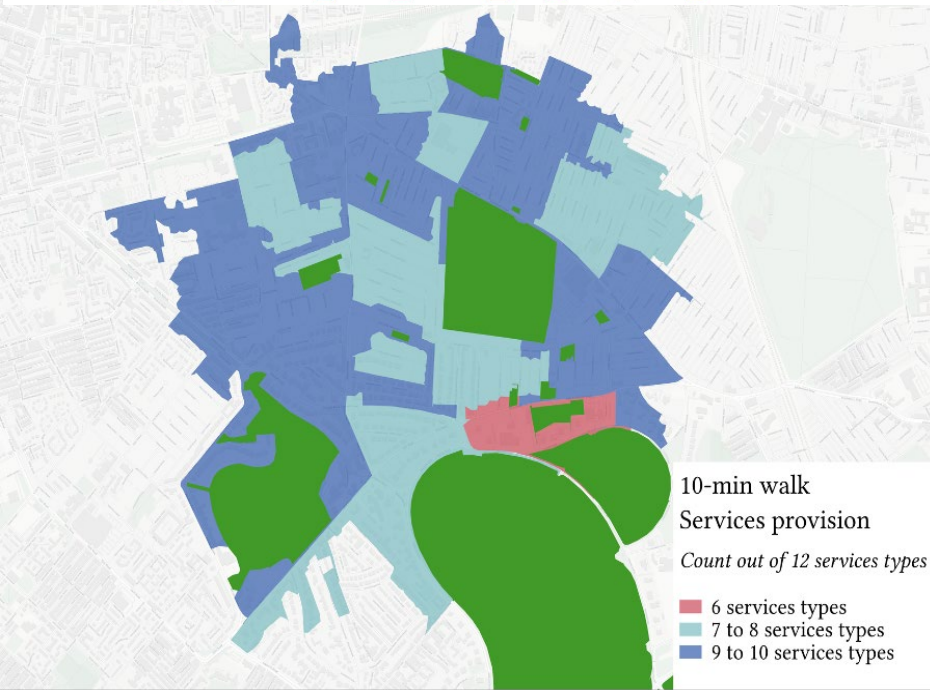 10-min walk
Services provision
Count out of 12 services types
6 services types
7 to 8 services types
9 to 10 services types